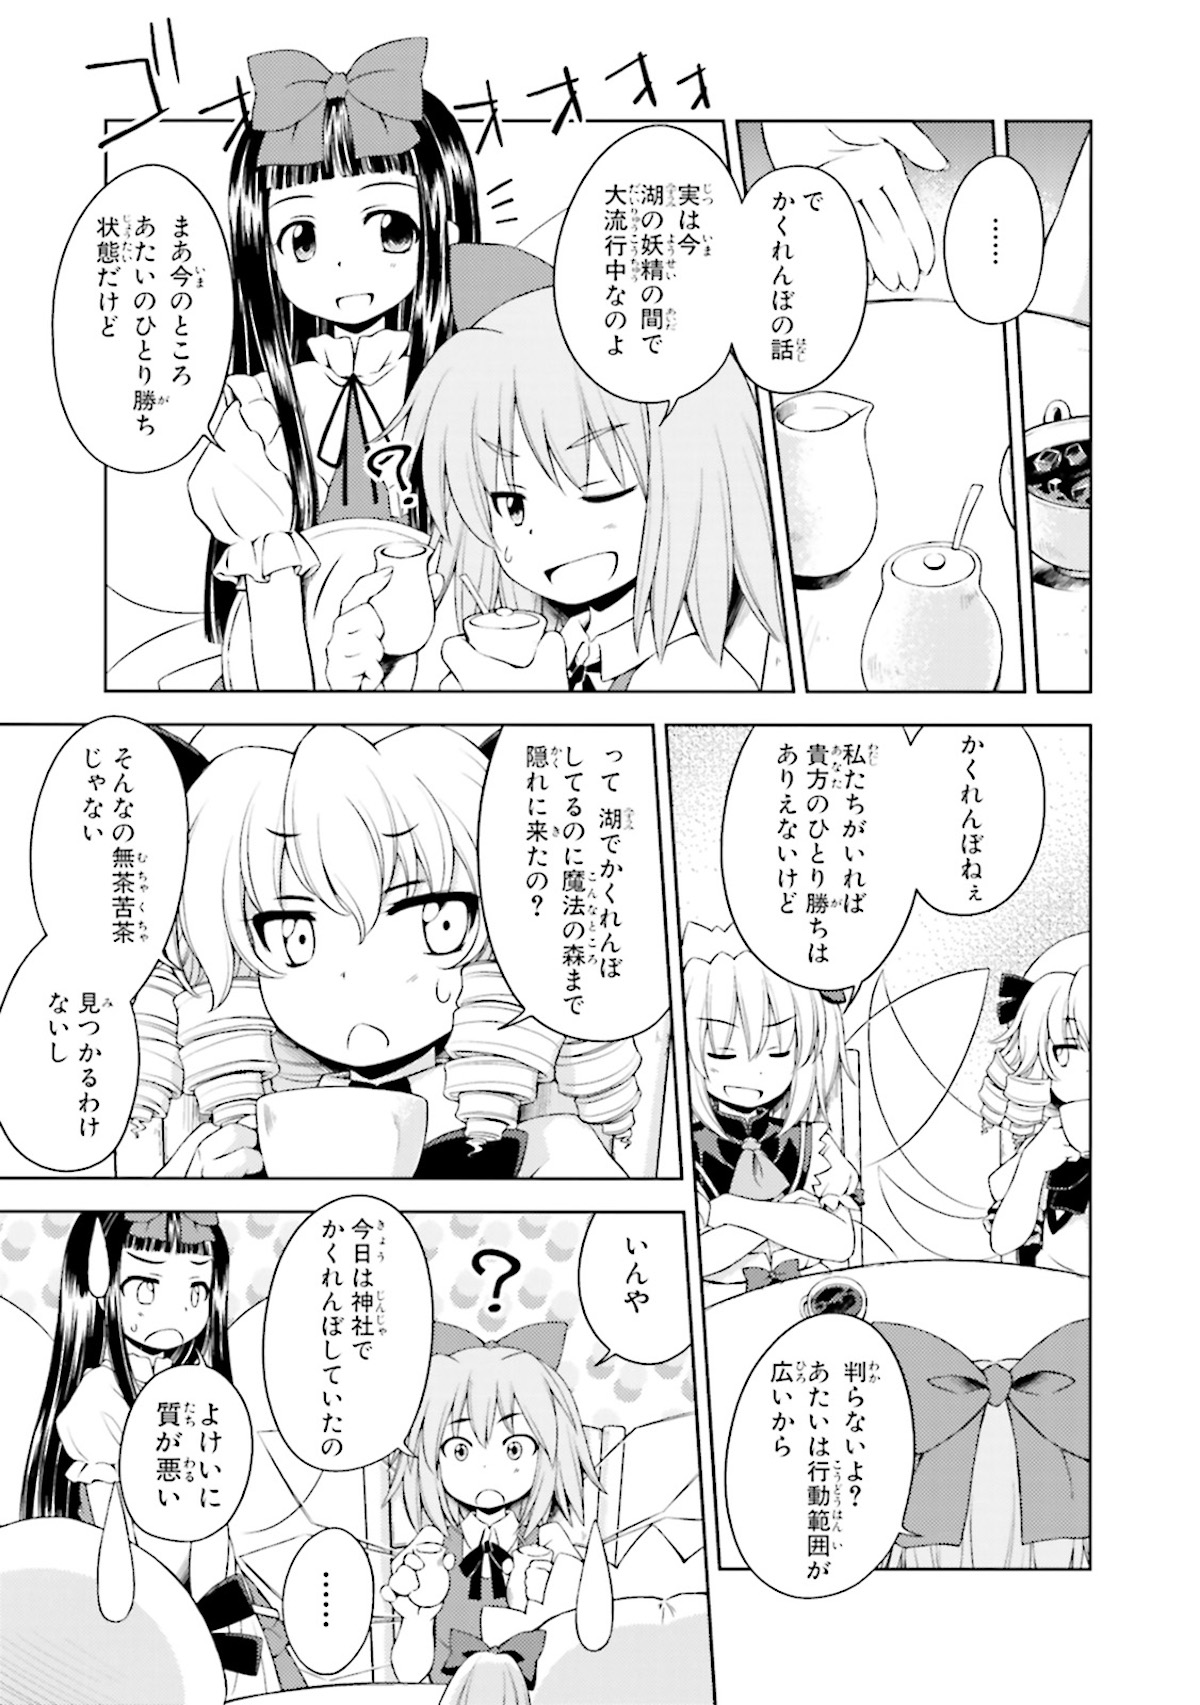 ……
で
かくれんぼの話
実は今
湖の妖精の間で
大流行中なのよ
まあ今のところ
あたいのひとり勝ち
状態だけど
？
かくれんぼねぇ
私たちがいれば
貴方のひとり勝ちは
ありえないけど
判らないよ？
あたいは行動範囲が
広いから
って 湖でかくれんぼ
してるのに魔法の森まで
隠れに来たの？
そんなの無茶苦茶
じゃない
見つかるわけ
ないし
いんや
？
今日は神社で
かくれんぼしていたの
……
よけいに
質が悪い